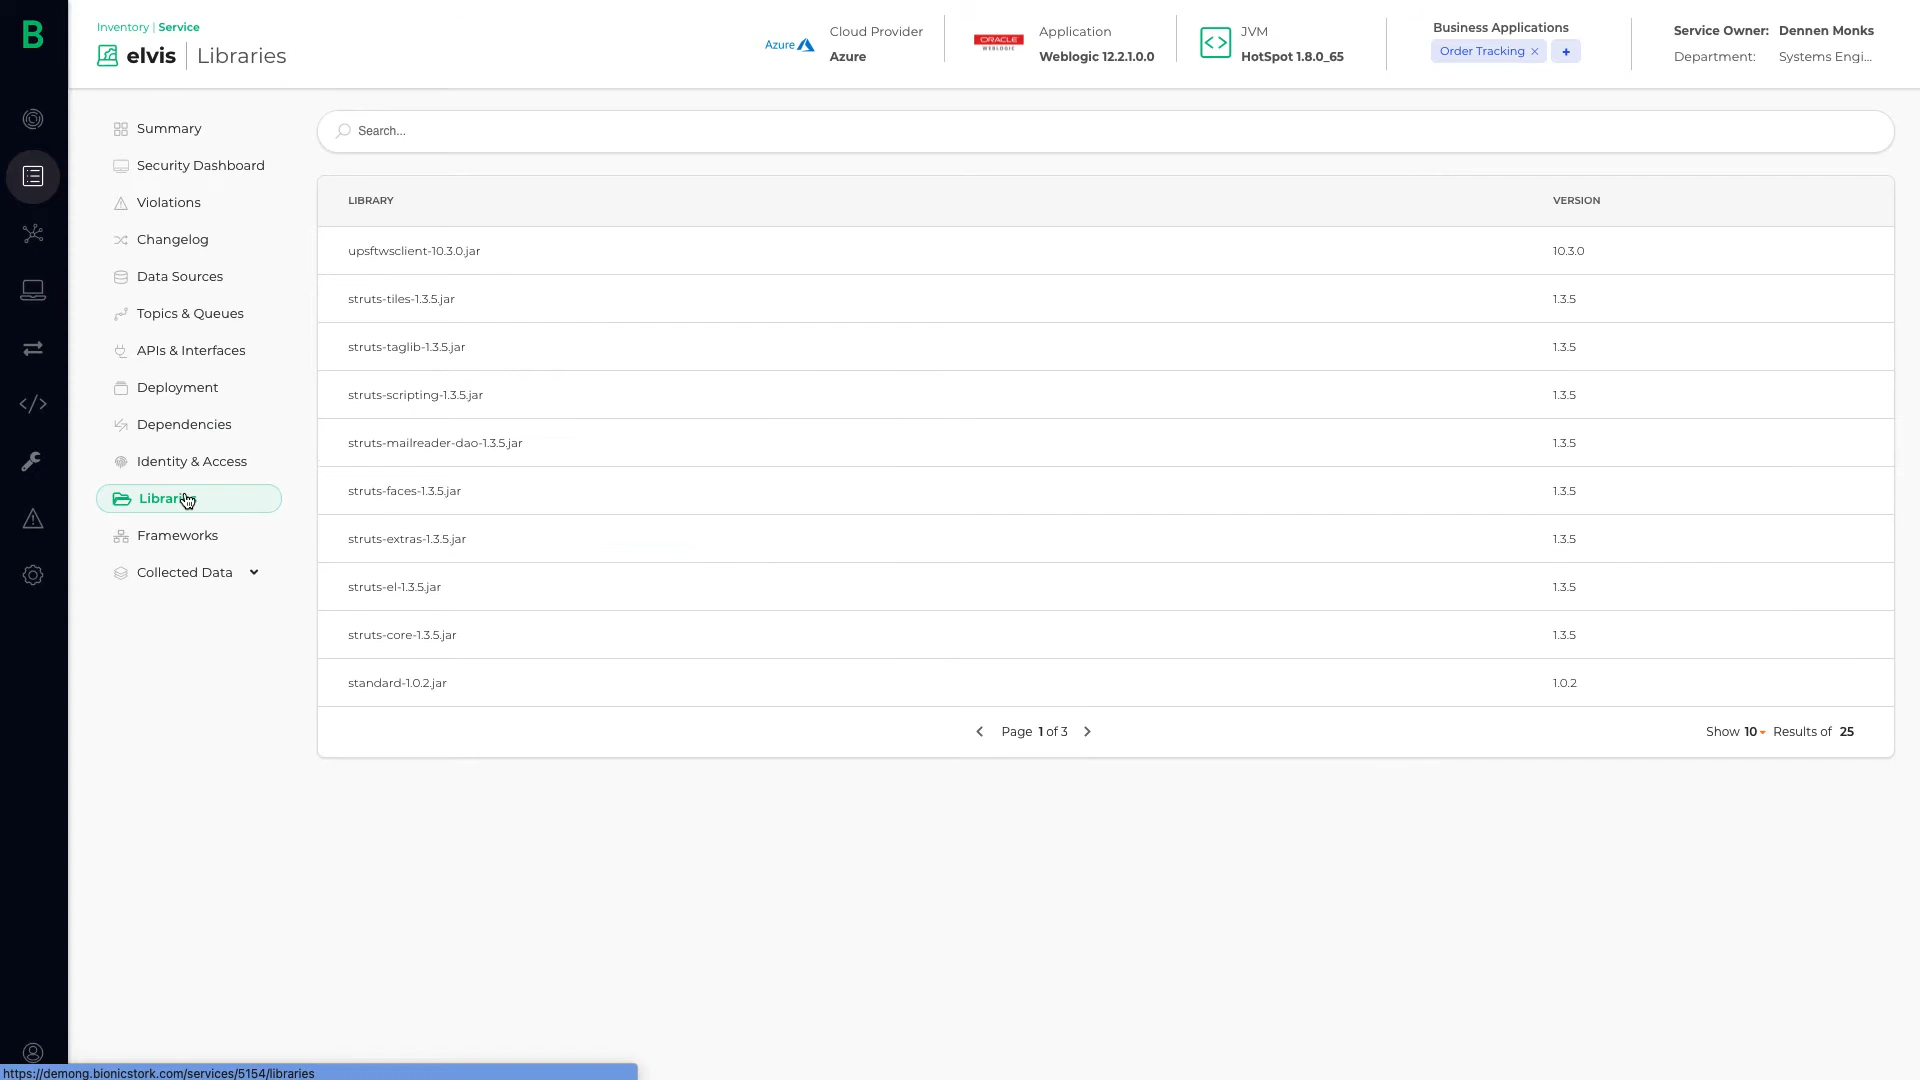 B
Inventory | Service
elvis
Libraries
Azure
Cloud Provider
Azure
ORACLE
WEBLOGIC
Application
Weblogic 12.2.1.0.0
JVM
HotSpot 1.8.0_65
Business Applications
Order Tracking ×
+
Service Owner: Dennen Monks
Department: Systems Engi...
Summary
Security Dashboard
Violations
Changelog
Data Sources
Topics & Queues
APIs & Interfaces
Deployment
Dependencies
Identity & Access
Libraries
Frameworks
Collected Data
Search...
LIBRARY VERSION
upsftwsclient-10.3.0.jar 10.3.0
struts-tiles-1.3.5.jar 1.3.5
struts-taglib-1.3.5.jar 1.3.5
struts-scripting-1.3.5.jar 1.3.5
struts-mailreader-dao-1.3.5.jar 1.3.5
struts-faces-1.3.5.jar 1.3.5
struts-extras-1.3.5.jar 1.3.5
struts-el-1.3.5.jar 1.3.5
struts-core-1.3.5.jar 1.3.5
standard-1.0.2.jar 1.0.2
Page 1 of 3
Show 10 Results of 25
https://demong.bionicstork.com/services/5154/libraries